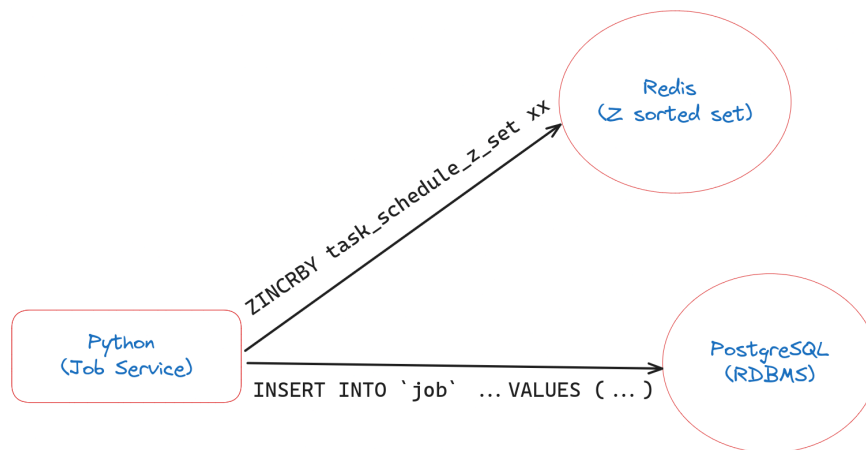 Redis
(Z sorted set)
ZINCRBY task_schedule_z_set xx
Python
(Job Service)
PostgreSQL
(RDBMS)
INSERT INTO `job` ...VALUES (...)